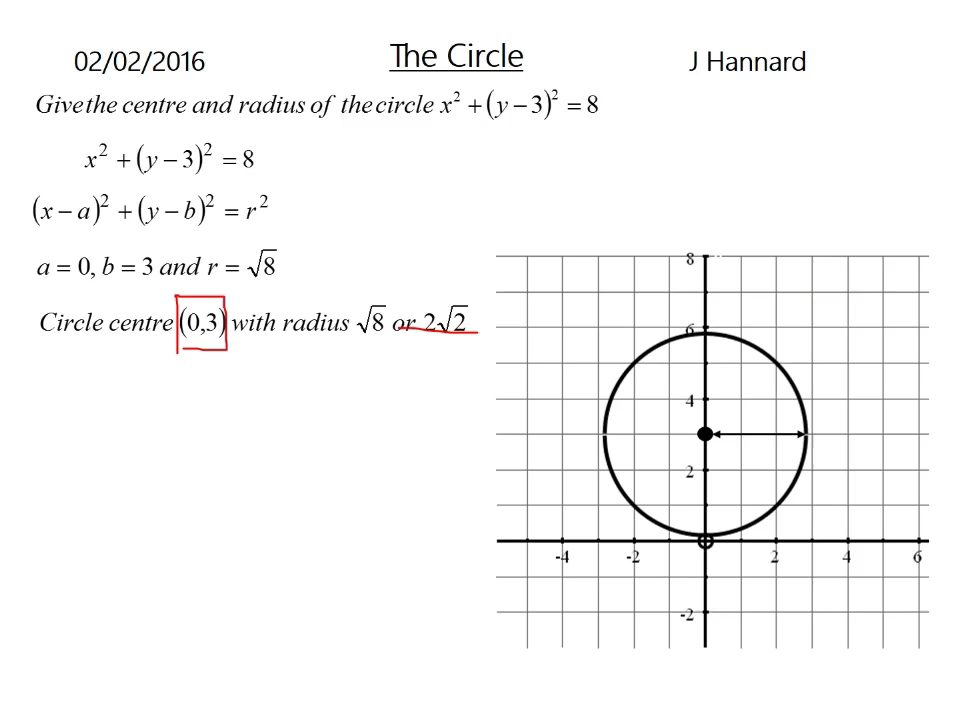 02/02/2016 The Circle J Hannard
Give the centre and radius of the circle x² + (y − 3)² = 8
x² + (y − 3)² = 8
(x − a)² + (y − b)² = r²
a = 0, b = 3 and r = √8
Circle centre (0,3) with radius √8 or 2√2
8
6
4
2
-4 -2 2 4 6
-2